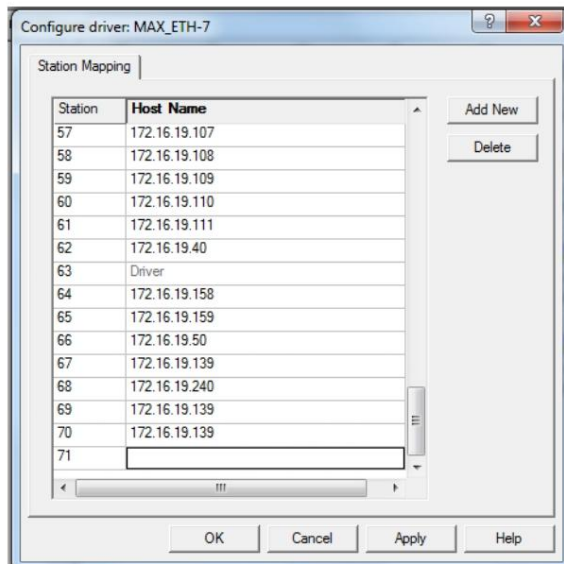 Configure driver: MAX_ETH-7
Station Mapping
Station Host Name
57 172.16.19.107
58 172.16.19.108
59 172.16.19.109
60 172.16.19.110
61 172.16.19.111
62 172.16.19.40
63 Driver
64 172.16.19.158
65 172.16.19.159
66 172.16.19.50
67 172.16.19.139
68 172.16.19.240
69 172.16.19.139
70 172.16.19.139
71
Add New
Delete
OK Cancel Apply Help